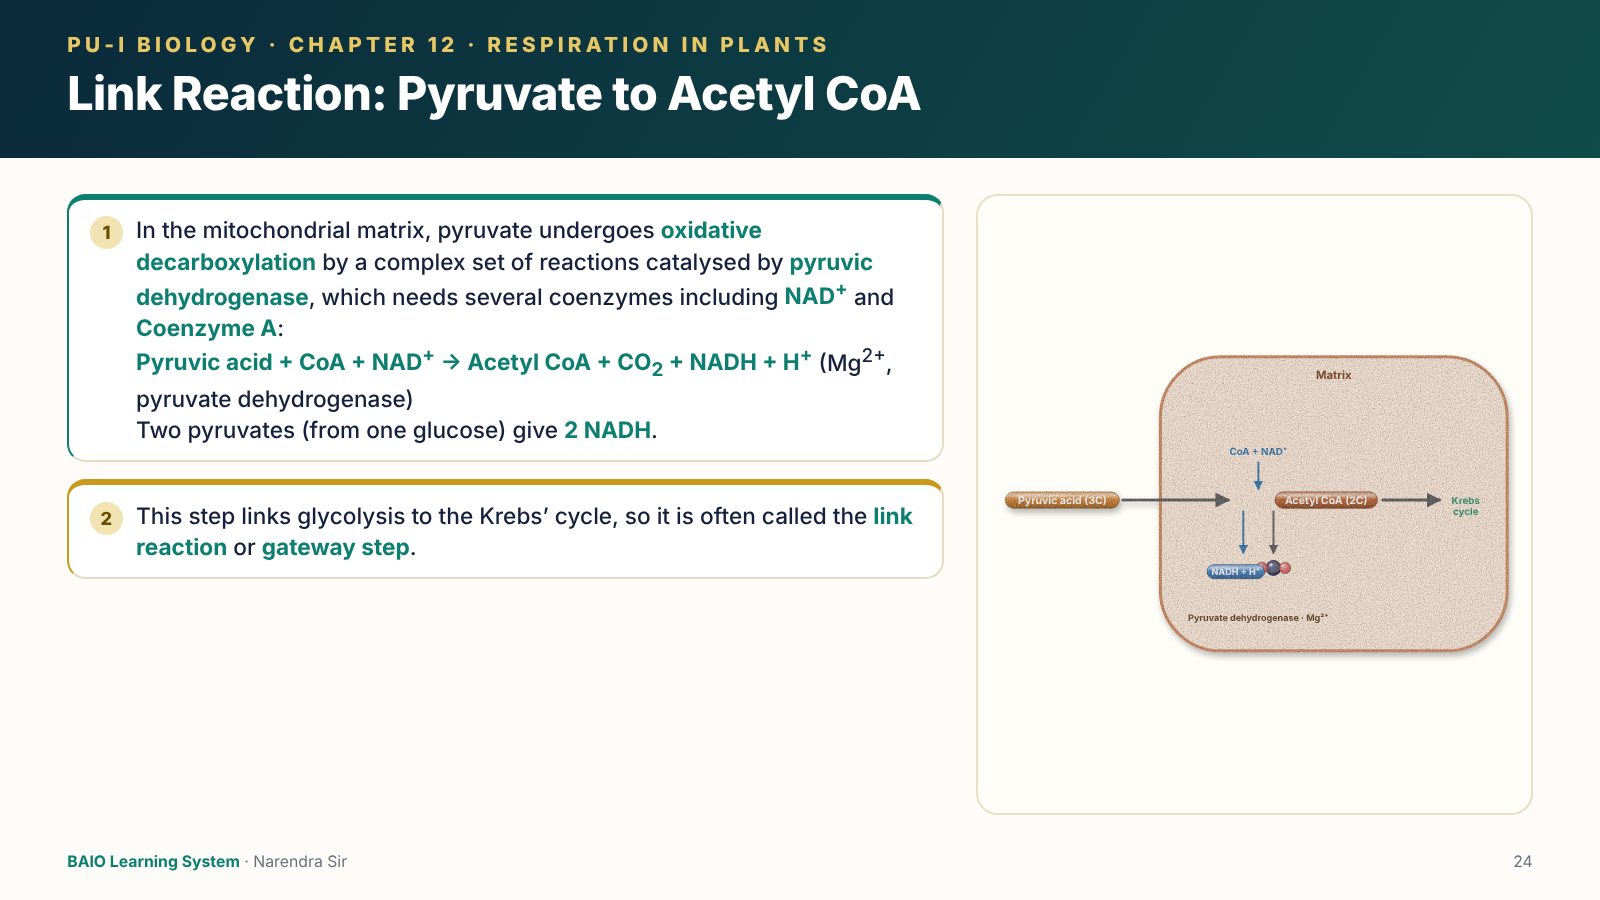 PU-I BIOLOGY · CHAPTER 12 · RESPIRATION IN PLANTS
Link Reaction: Pyruvate to Acetyl CoA
1
In the mitochondrial matrix, pyruvate undergoes oxidative
decarboxylation by a complex set of reactions catalysed by pyruvic
dehydrogenase, which needs several coenzymes including NAD⁺ and
Coenzyme A:
Pyruvic acid + CoA + NAD⁺ → Acetyl CoA + CO₂ + NADH + H⁺ (Mg²⁺,
pyruvate dehydrogenase)
Two pyruvates (from one glucose) give 2 NADH.
2
This step links glycolysis to the Krebs’ cycle, so it is often called the link
reaction or gateway step.
Matrix
CoA + NAD⁺
Pyruvic acid (3C)
Acetyl CoA (2C)
Krebs
cycle
NADH + H⁺
Pyruvate dehydrogenase · Mg²⁺
BAIO Learning System · Narendra Sir
24